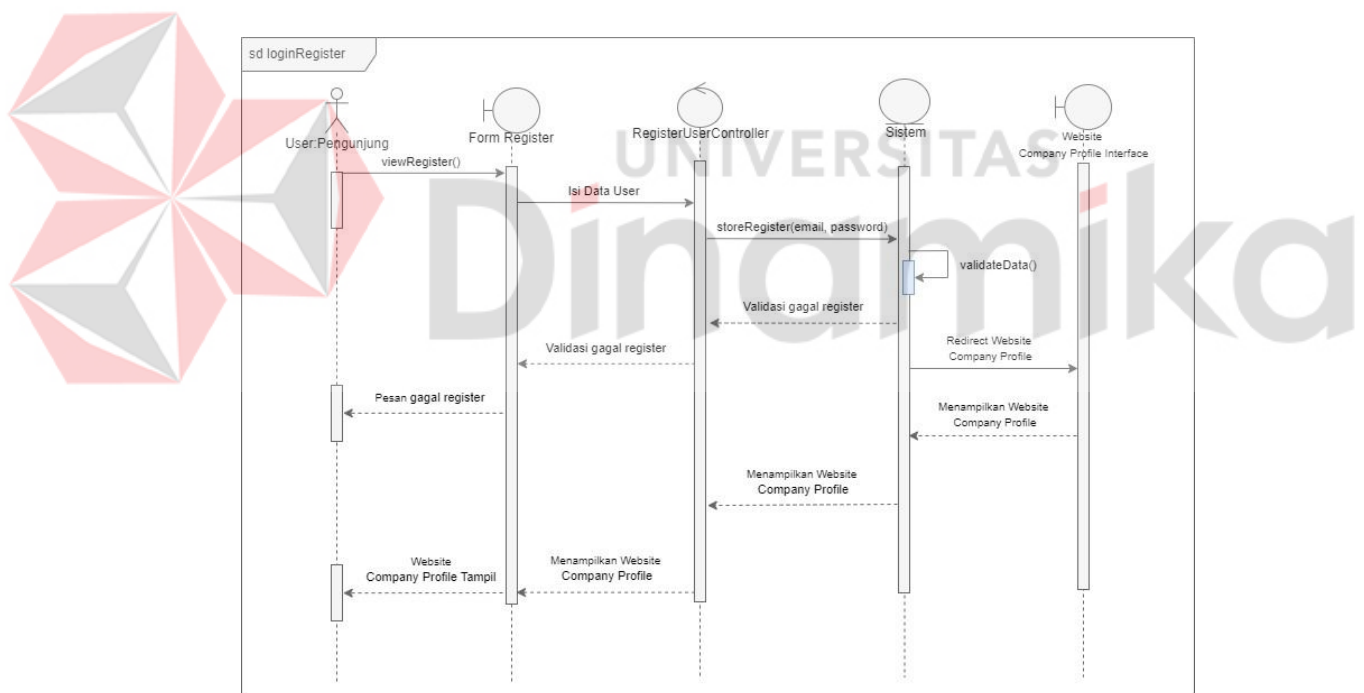 sd loginRegister
User:Pengunjung
Form Register
RegisterUserController
Sistem
Website
Company Profile Interface
UNIVERSITAS
Dinamika
viewRegister()
Isi Data User
storeRegister(email, password)
validateData()
Validasi gagal register
Validasi gagal register
Redirect Website
Company Profile
Pesan gagal register
Menampilkan Website
Company Profile
Menampilkan Website
Company Profile
Website
Company Profile Tampil
Menampilkan Website
Company Profile